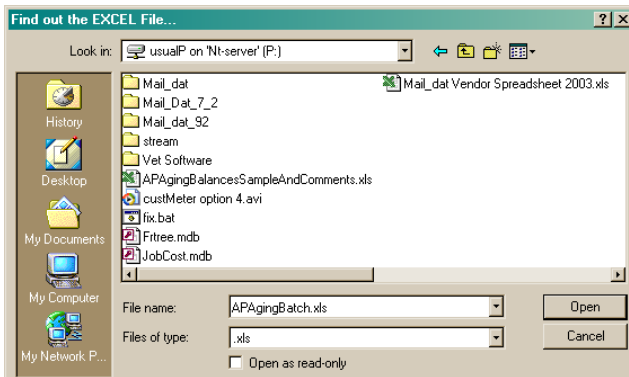 Find out the EXCEL File...
Look in: usualP on 'Nt-server' (P:)
History
Desktop
My Documents
My Computer
My Network P...
Mail_dat
Mail_Dat_7_2
Mail_dat_92
stream
Vet Software
APAgingBalancesSampleAndComments.xls
custMeter option 4.avi
fix.bat
Frtree.mdb
JobCost.mdb
Mail_dat Vendor Spreadsheet 2003.xls
File name: APAgingBatch.xls Open
Files of type: .xls Cancel
Open as read-only